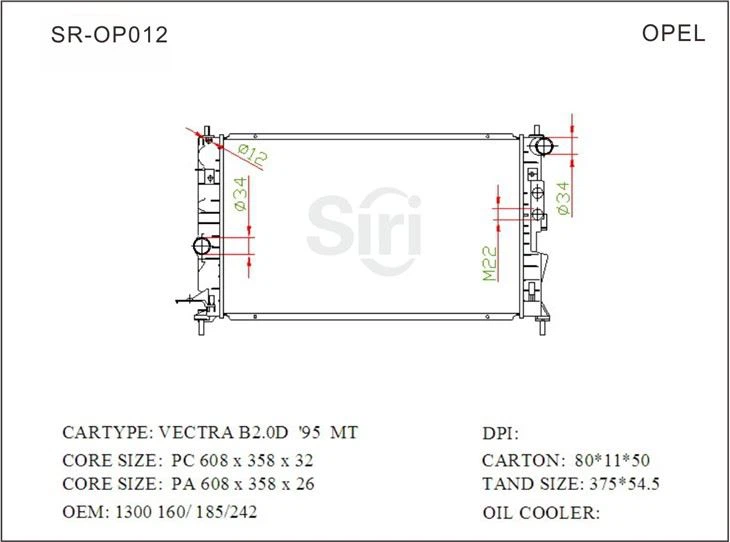 SR-OP012
OPEL
ø12
ø34
ø34
M22
Siri
CARTYPE: VECTRA B2.0D '95 MT
DPI:
CORE SIZE: PC 608 x 358 x 32
CARTON: 80*11*50
CORE SIZE: PA 608 x 358 x 26
TAND SIZE: 375*54.5
OEM: 1300 160/ 185/242
OIL COOLER: